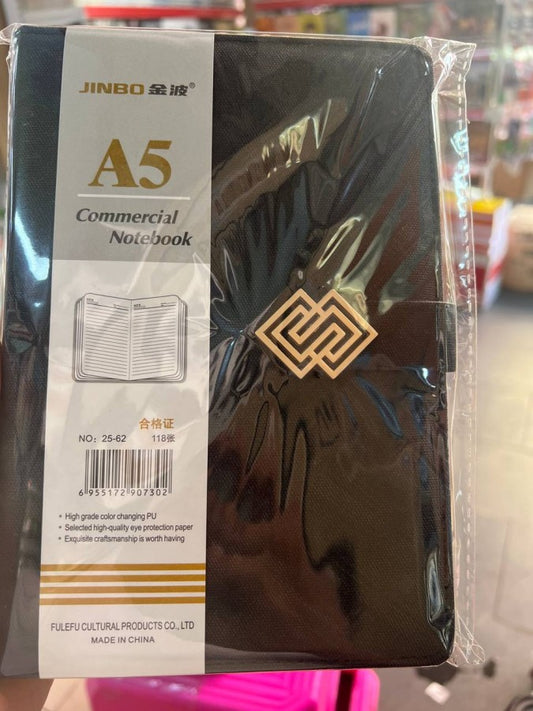 JINBO 金波®
A5
Commercial
Notebook
合格证
NO: 25-62 118张
6 955172 907302
• High grade color changing PU
• Selected high-quality eye protection paper
• Exquisite craftsmanship is worth having
FULEFU CULTURAL PRODUCTS CO., LTD
MADE IN CHINA